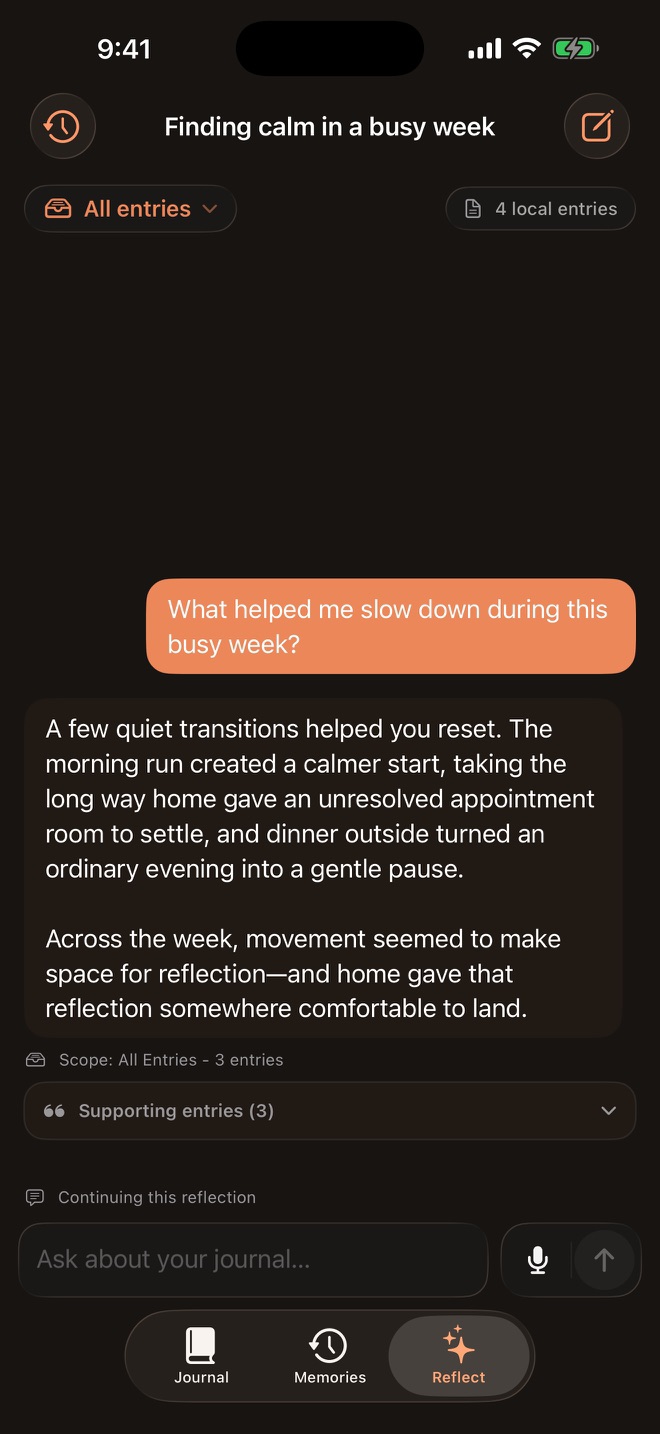 9:41
Finding calm in a busy week
All entries
4 local entries
What helped me slow down during this
busy week?
A few quiet transitions helped you reset. The
morning run created a calmer start, taking the
long way home gave an unresolved appointment
room to settle, and dinner outside turned an
ordinary evening into a gentle pause.
Across the week, movement seemed to make
space for reflection—and home gave that
reflection somewhere comfortable to land.
Scope: All Entries - 3 entries
Supporting entries (3)
Continuing this reflection
Ask about your journal...
Journal
Memories
Reflect